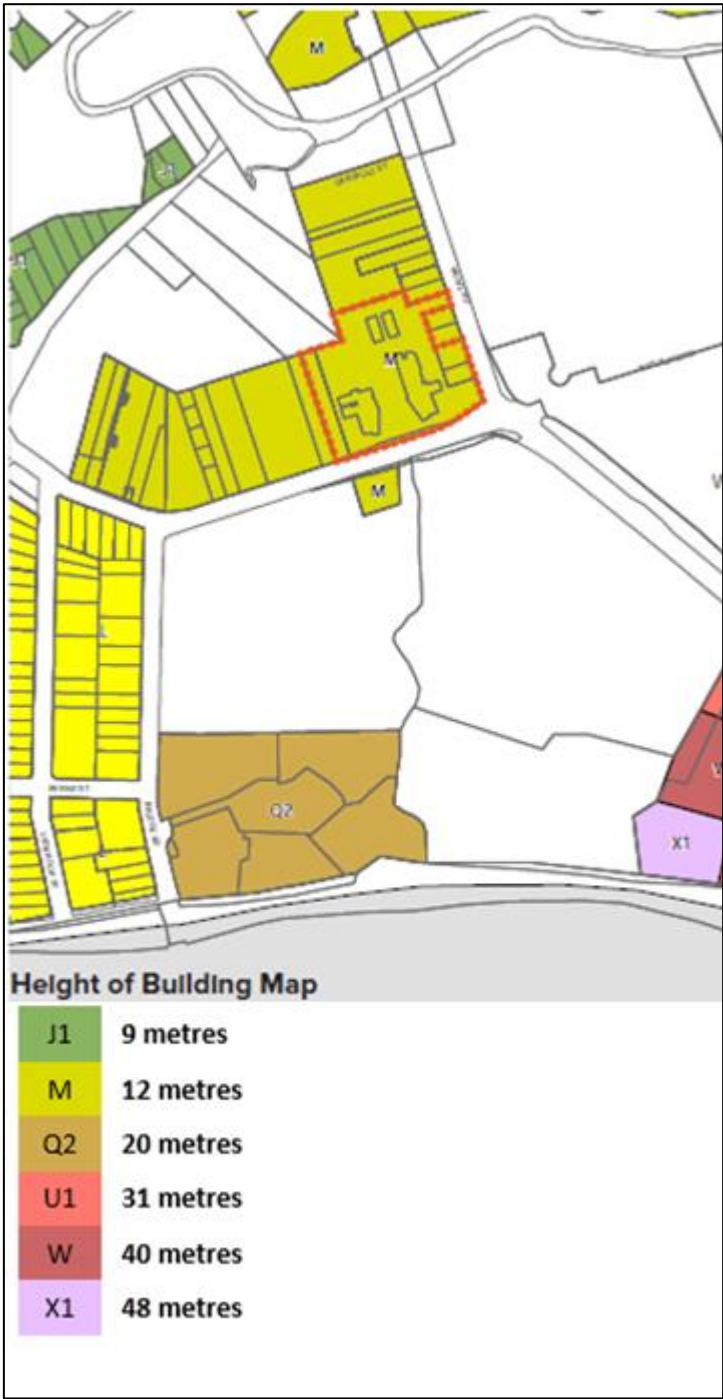 M
J1
M
M
Q2
X1
Height of Building Map
J1 9 metres
M 12 metres
Q2 20 metres
U1 31 metres
W 40 metres
X1 48 metres